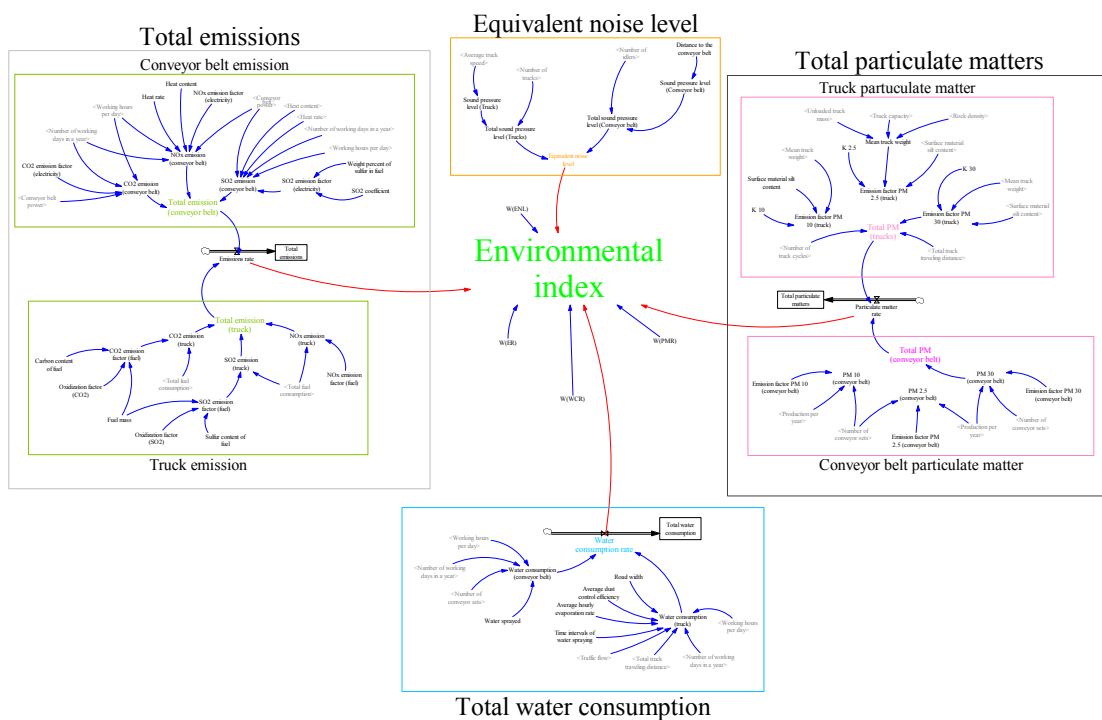 Total emissions
Conveyor belt emission
Heat content
Heat rate
NOx emission factor
(electricity)
<Working hours
per day>
<Conveyor
power>
<Heat content>
<Heat rate>
<Number of working
days in a year>
<Number of working days in a year>
<Working hours per day>
NOx emission
(conveyor belt)
CO2 emission factor
(electricity)
Weight percent of
sulfur in fuel
CO2 emission
(conveyor belt)
SO2 emission
(conveyor belt)
SO2 emission factor
(electricity)
<Conveyor belt
power>
SO2 coefficient
Total emission
(conveyor belt)
Emissions rate
Total
emissions
Total emission
(truck)
CO2 emission
(truck)
NOx emission
(truck)
CO2 emission
factor (fuel)
SO2 emission
(truck)
Carbon content
of fuel
NOx emission
factor (fuel)
Oxidization factor
(CO2)
<Total fuel
consumption>
<Total fuel
consumption>
Fuel mass
SO2 emission
factor (fuel)
Oxidization factor
(SO2)
Sulfur content of
fuel
Truck emission
Equivalent noise level
<Average truck
speed>
<Number of
trucks>
<Number of
idlers>
Distance to the
conveyor belt
Sound pressure
level (Truck)
Sound pressure level
(Conveyor belt)
Total sound pressure
level (Trucks)
Total sound pressure
level (Conveyor belt)
Equivalent noise
level
W(ENL)
Environmental
index
W(ER)
W(WCR)
W(PMR)
Total particulate matters
Truck partuculate matter
<Unloaded truck
mass>
<Truck capacity>
<Rock density>
Mean truck weight
<Mean truck
weight>
K 2.5
<Surface material
silt content>
K 30
Surface material silt
content
Emission factor PM
2.5 (truck)
<Mean truck
weight>
K 10
Emission factor PM
10 (truck)
Emission factor PM
30 (truck)
<Surface material
silt content>
Total PM
(trucks)
<Number of
truck cycles>
<Total truck
traveling distance>
Total particulate
matters
Particulate matter
rate
Total PM
(conveyor belt)
Emission factor PM 10
(conveyor belt)
PM 10
(conveyor belt)
PM 2.5
(conveyor belt)
PM 30
(conveyor belt)
Emission factor PM 30
(conveyor belt)
<Production per
year>
<Number of
conveyor sets>
Emission factor PM
2.5 (conveyor belt)
<Production per
year>
<Number of
conveyor sets>
Conveyor belt particulate matter
Total water
consumption
Water
consumption rate
<Working hours
per day>
<Number of working
days in a year>
Water consumption
(conveyor belt)
<Number of
conveyor sets>
Water sprayed
Road width
Average dust
control efficiency
Average hourly
evaporation rate
Water consumption
(truck)
<Working hours
per day>
Time intervals of
water spraying
<Traffic flow>
<Total truck
traveling distance>
<Number of working
days in a year>
Total water consumption